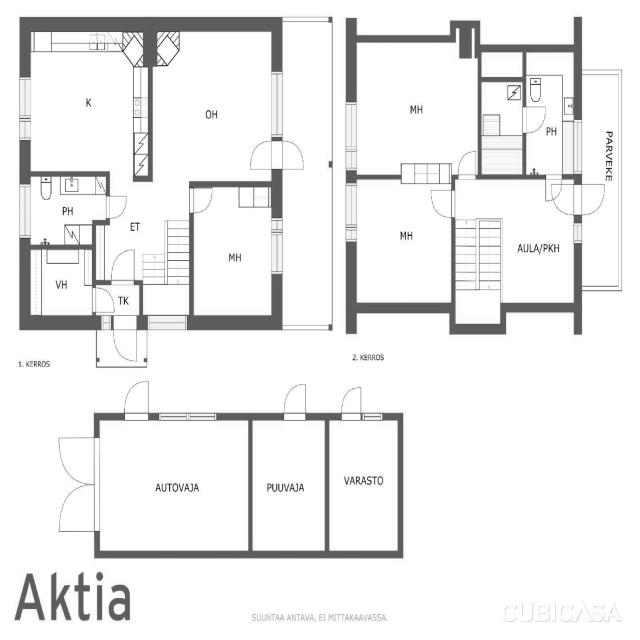 K
OH
PH
ET
MH
VH
TK
1. KERROS
MH
PH
PARVEKE
MH
AULA/PKH
2. KERROS
AUTOVAJA
PUUVAJA
VARASTO
Aktia
SUUNTAA ANTAVA, EI MITTAKAAVASSA.
CUBICASA